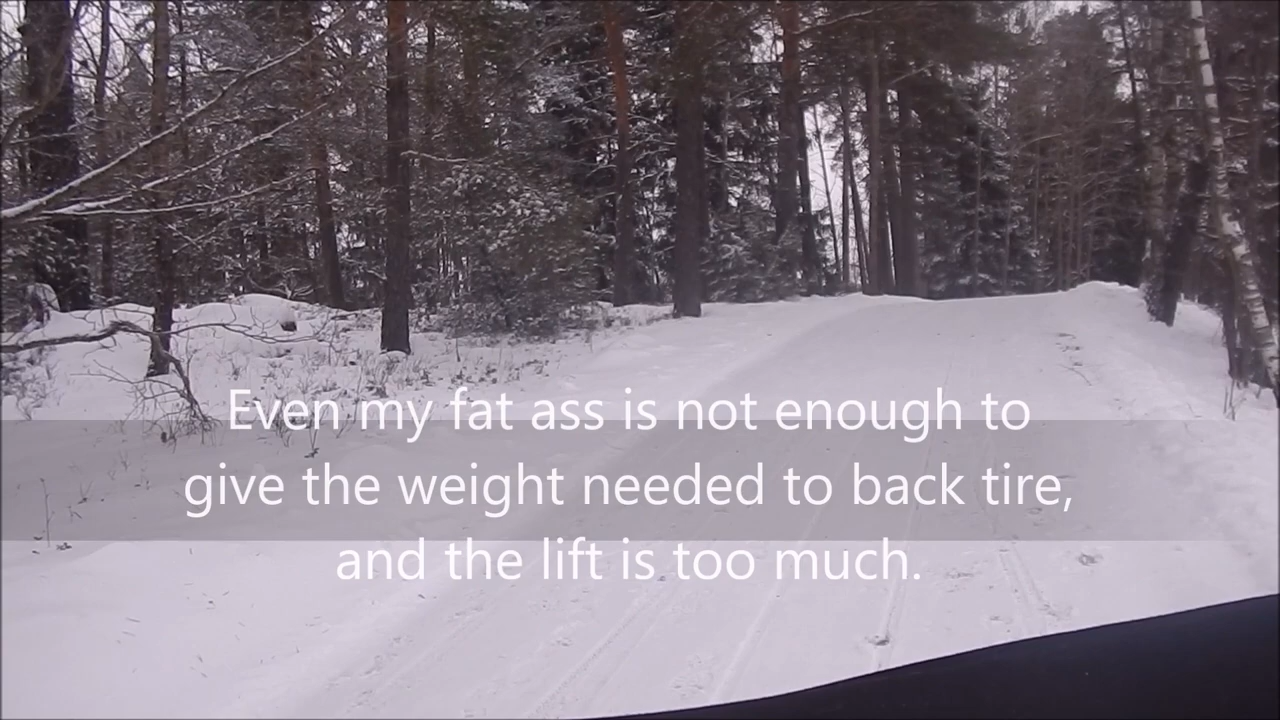 Even my fat ass is not enough to
give the weight needed to back tire,
and the lift is too much.